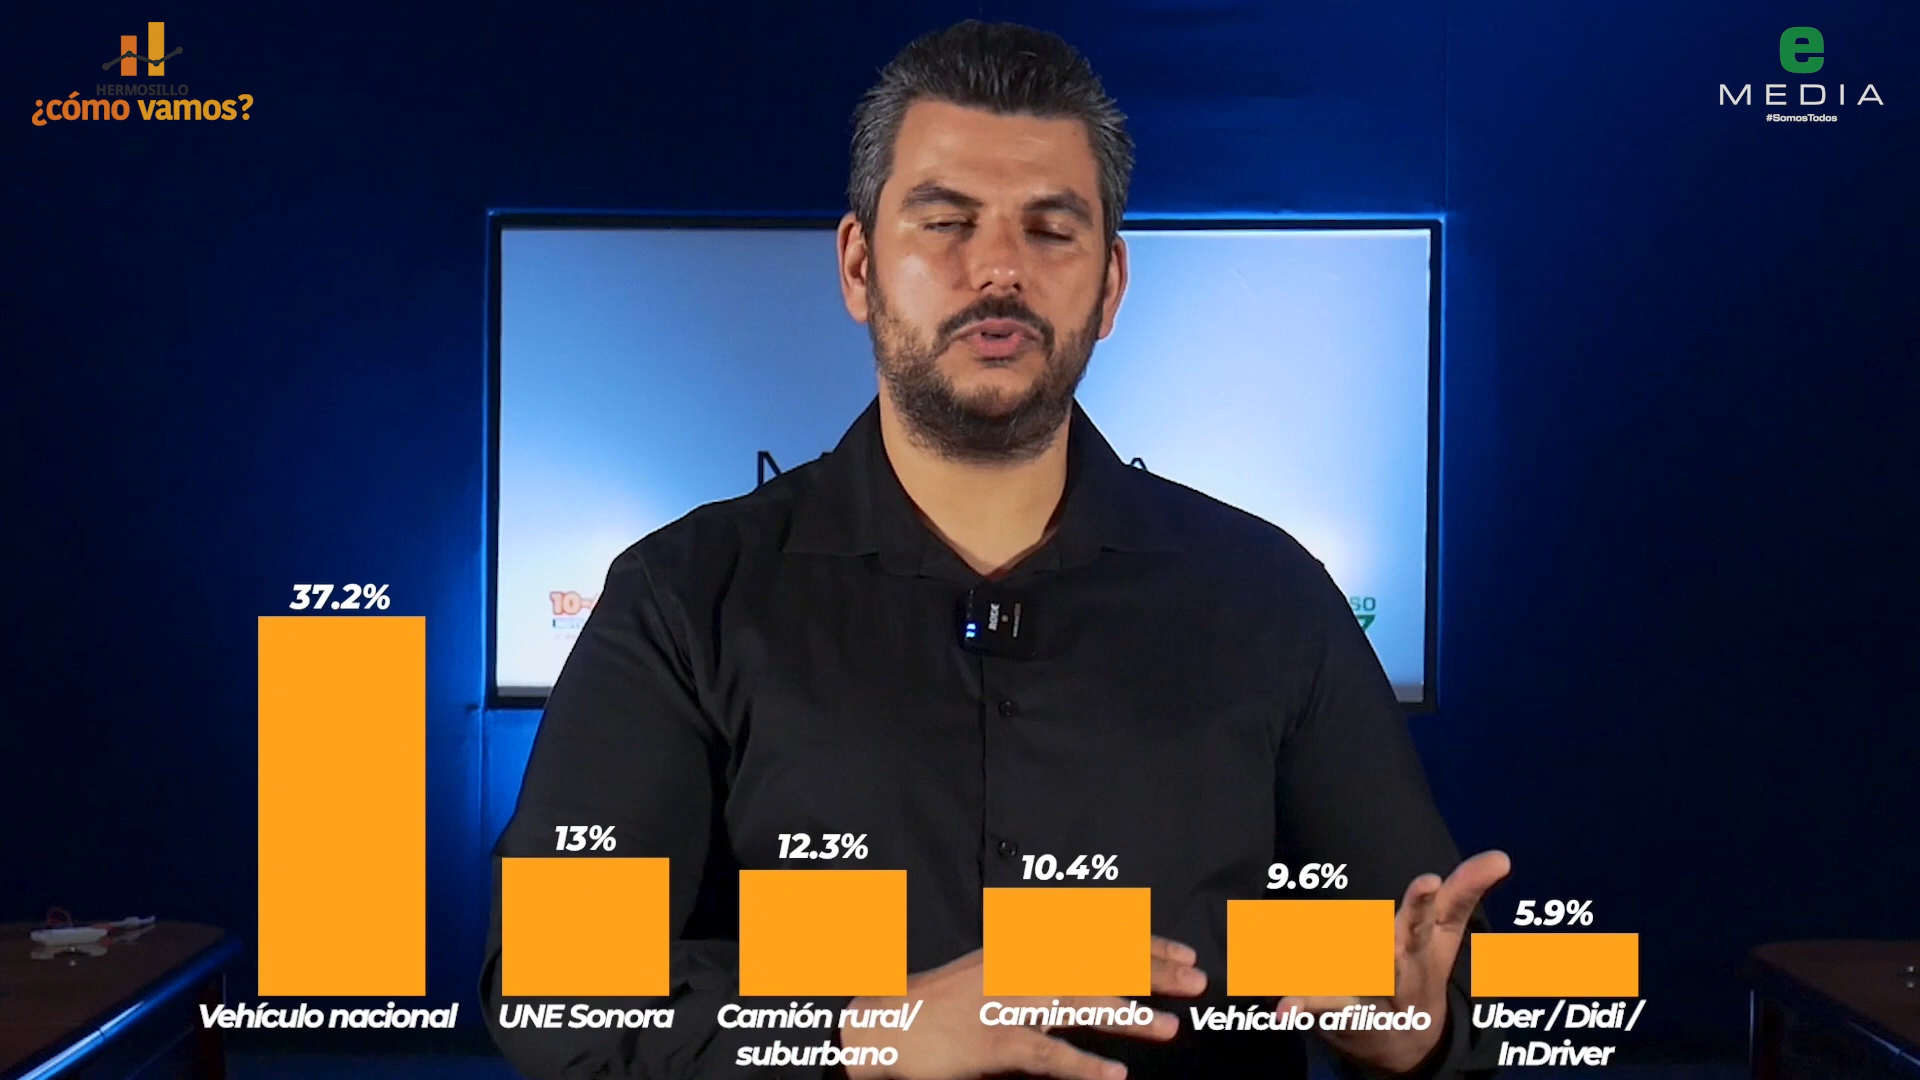 HERMOSILLO
¿cómo vamos?
e
MEDIA
#SomosTodos
RODE
37.2%
13%
12.3%
10.4%
9.6%
5.9%
Vehículo nacional
UNE Sonora
Camión rural/
suburbano
Caminando
Vehículo afiliado
Uber / Didi /
InDriver